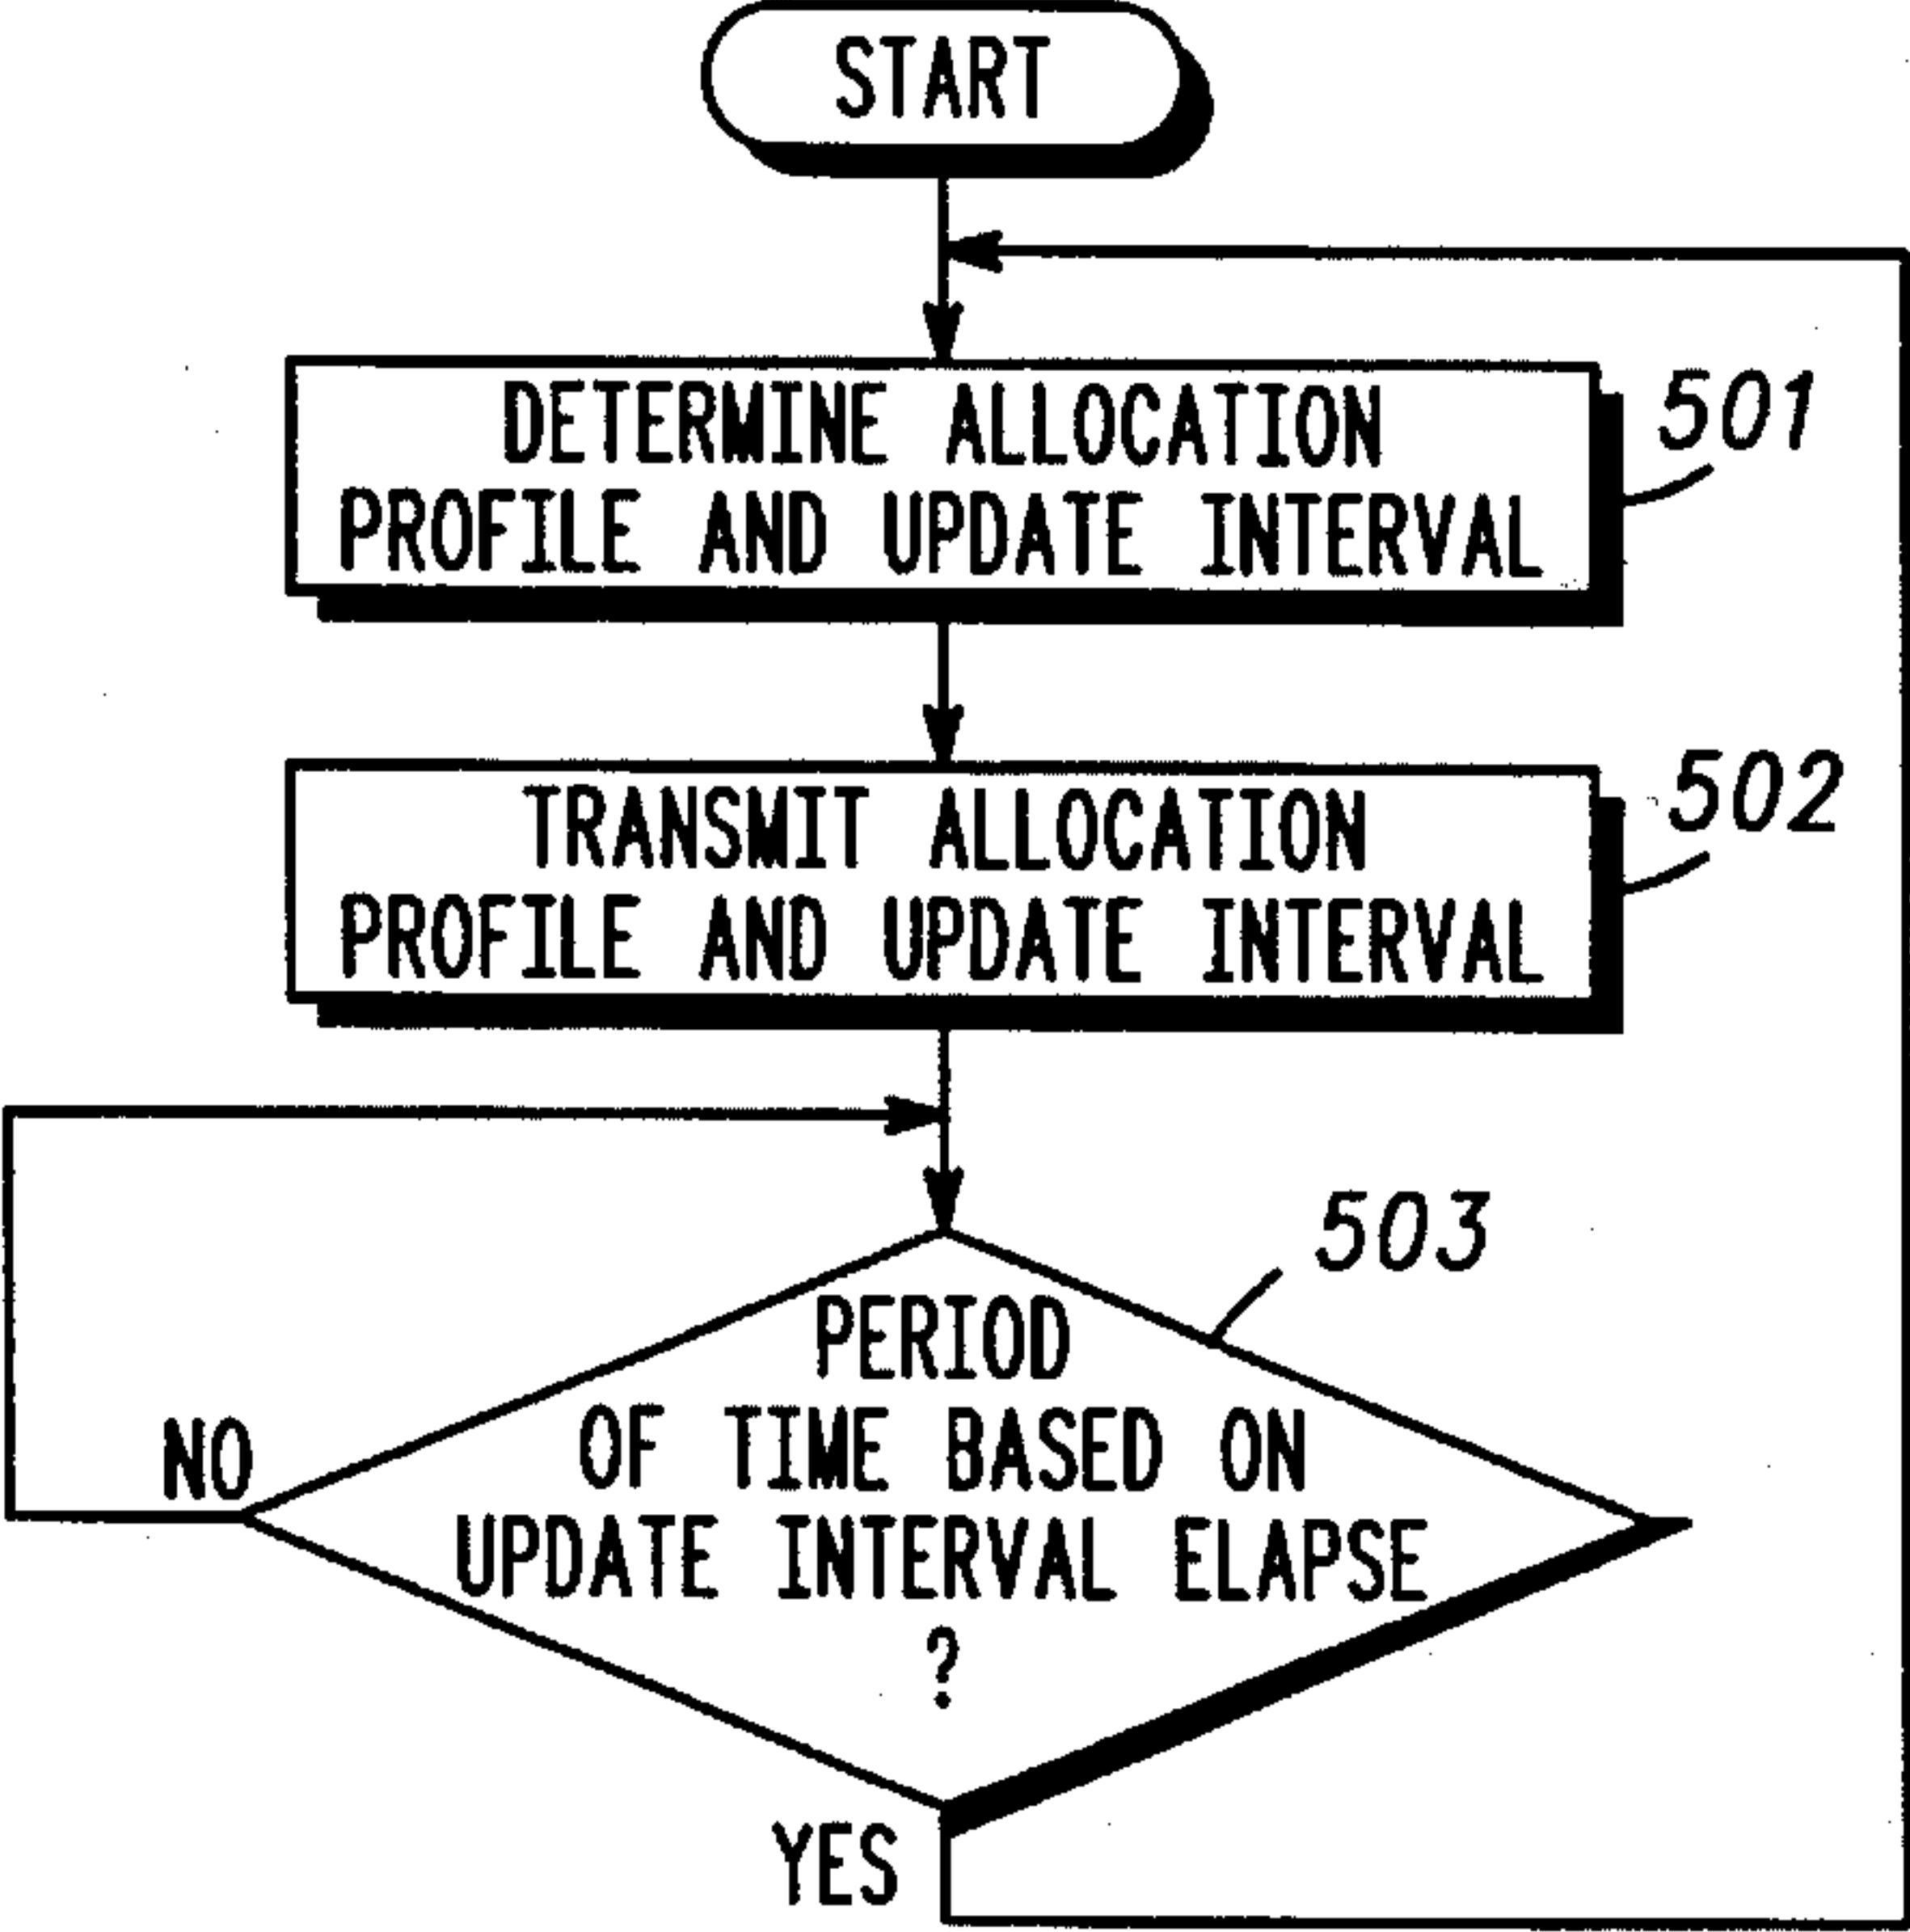 START
DETERMINE ALLOCATION
PROFILE AND UPDATE INTERVAL
501
TRANSMIT ALLOCATION
PROFILE AND UPDATE INTERVAL
502
503
PERIOD
OF TIME BASED ON
UPDATE INTERVAL ELAPSE
?
NO
YES